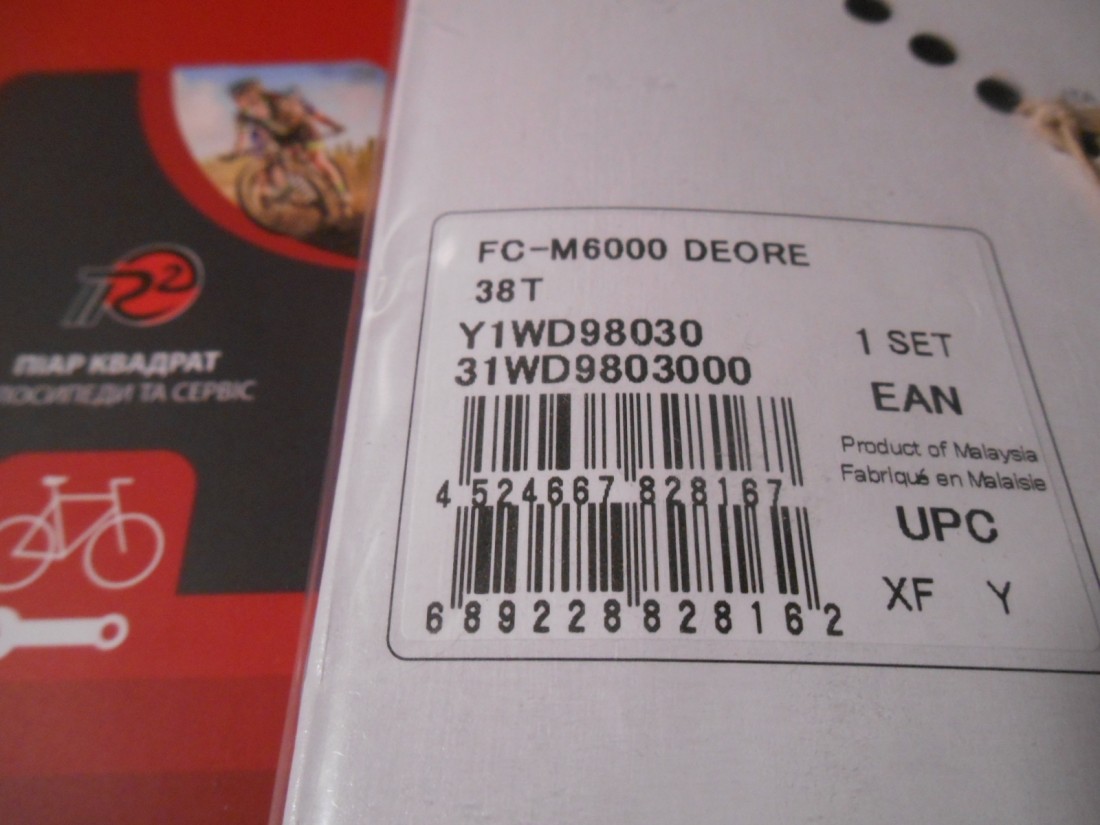 R2
ПІАР КВАДРАТ
ЛОСИПЕДИ ТА СЕРВІС
FC-M6000 DEORE
38T
Y1WD98030
31WD9803000
1 SET
EAN
Product of Malaysia
Fabriqué en Malaisie
4 524667 828167
UPC
XF Y
6 89228 82816 2